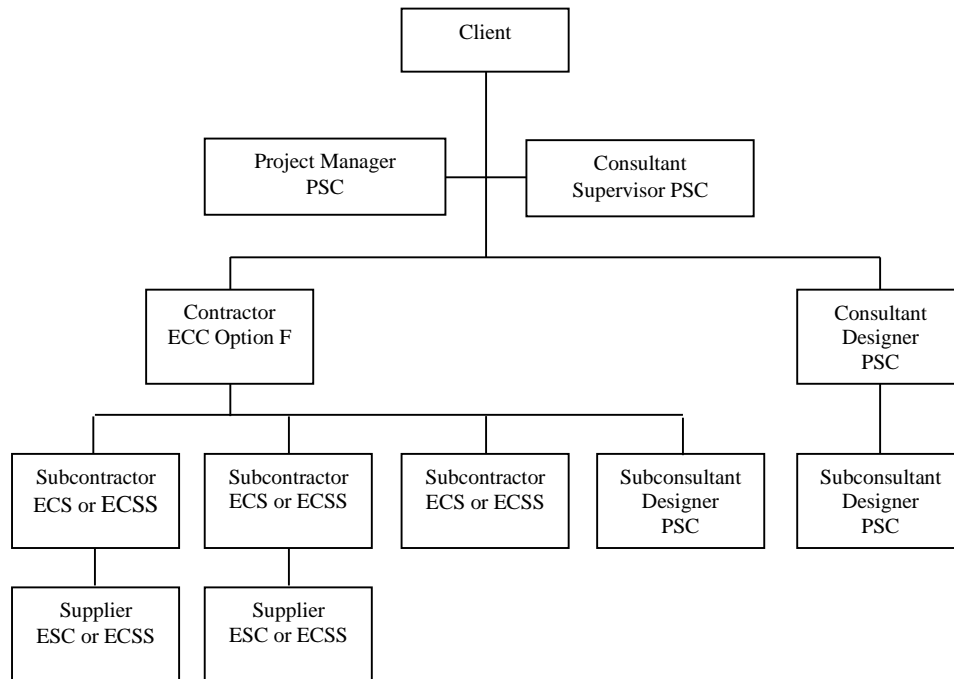 Client
Project Manager
PSC
Consultant
Supervisor PSC
Contractor
ECC Option F
Consultant
Designer
PSC
Subcontractor
ECS or ECSS
Subcontractor
ECS or ECSS
Subcontractor
ECS or ECSS
Subconsultant
Designer
PSC
Subconsultant
Designer
PSC
Supplier
ESC or ECSS
Supplier
ESC or ECSS